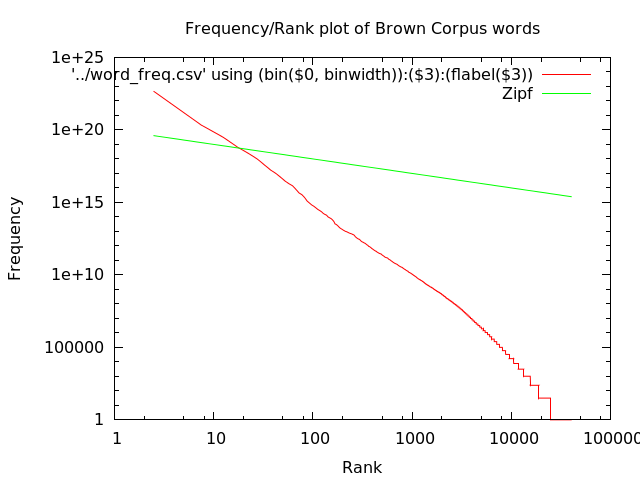 Frequency/Rank plot of Brown Corpus words
1e+25
'../word_freq.csv' using (bin($0, binwidth)):($3):(flabel($3))
Zipf
1e+20
1e+15
1e+10
100000
1
Frequency
1 10 100 1000 10000 100000
Rank